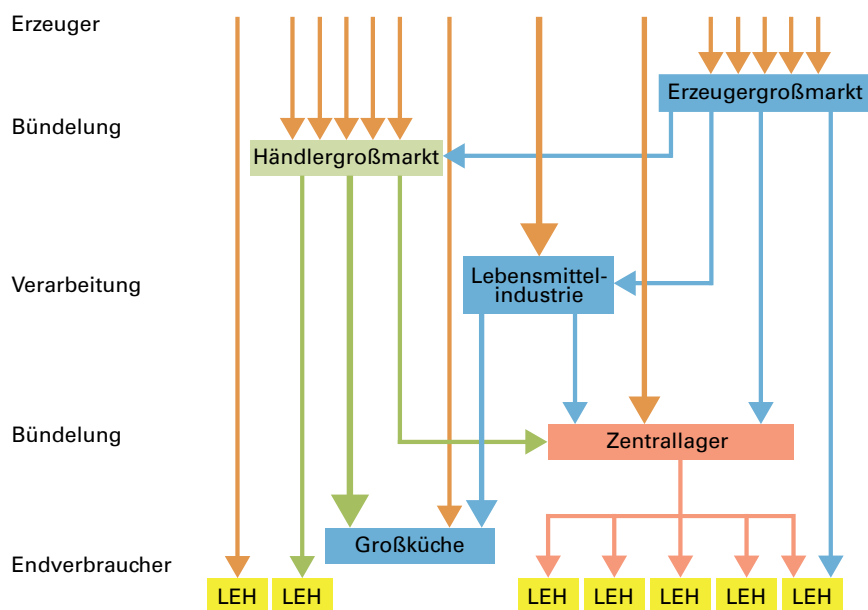 Erzeuger
Erzeugergroßmarkt
Bündelung
Händlergroßmarkt
Lebensmittel-
industrie
Verarbeitung
Bündelung
Zentrallager
Großküche
Endverbraucher
LEH LEH LEH LEH LEH LEH LEH